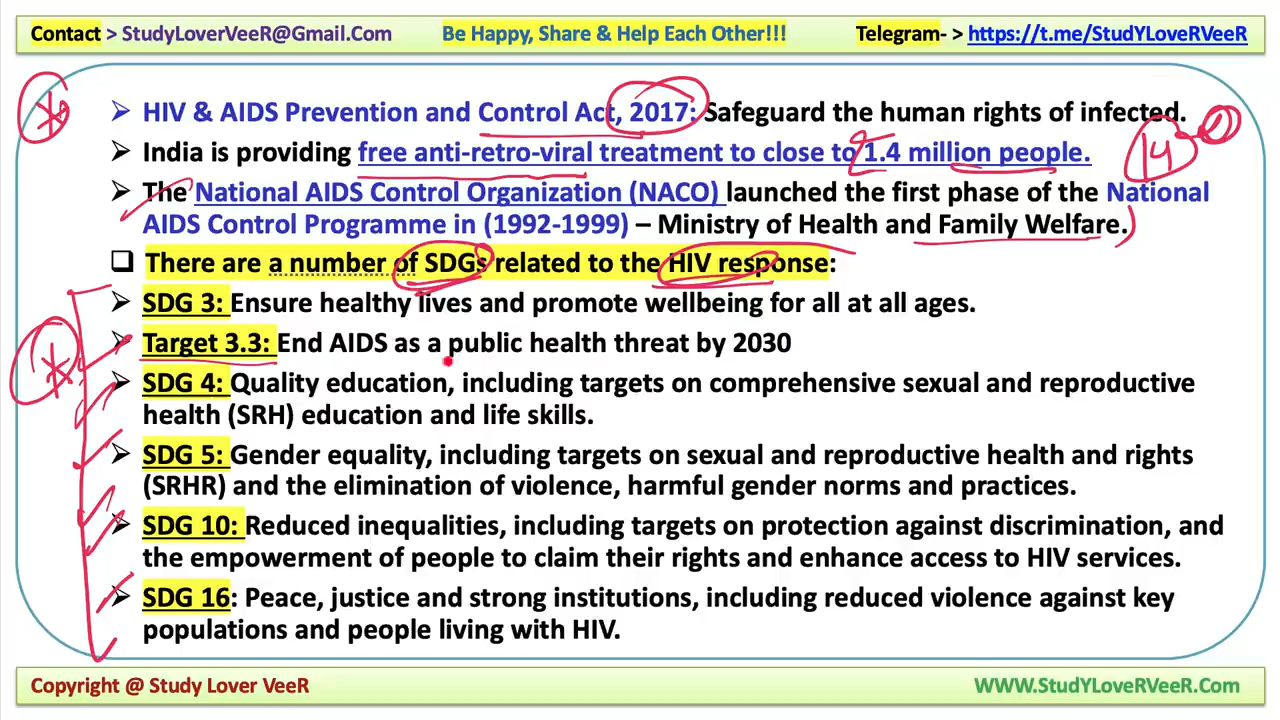 Contact > StudyLoverVeeR@Gmail.Com Be Happy, Share & Help Each Other!!! Telegram- > https://t.me/StudYLoveRVeeR
➢ HIV & AIDS Prevention and Control Act, 2017: Safeguard the human rights of infected.
➢ India is providing free anti-retro-viral treatment to close to 1.4 million people.
14
➢ The National AIDS Control Organization (NACO) launched the first phase of the National
AIDS Control Programme in (1992-1999) – Ministry of Health and Family Welfare.
❑ There are a number of SDGs related to the HIV response:
➢ SDG 3: Ensure healthy lives and promote wellbeing for all at all ages.
➢ Target 3.3: End AIDS as a public health threat by 2030
➢ SDG 4: Quality education, including targets on comprehensive sexual and reproductive
health (SRH) education and life skills.
➢ SDG 5: Gender equality, including targets on sexual and reproductive health and rights
(SRHR) and the elimination of violence, harmful gender norms and practices.
➢ SDG 10: Reduced inequalities, including targets on protection against discrimination, and
the empowerment of people to claim their rights and enhance access to HIV services.
➢ SDG 16: Peace, justice and strong institutions, including reduced violence against key
populations and people living with HIV.
Copyright @ Study Lover VeeR WWW.StudYLoveRVeeR.Com